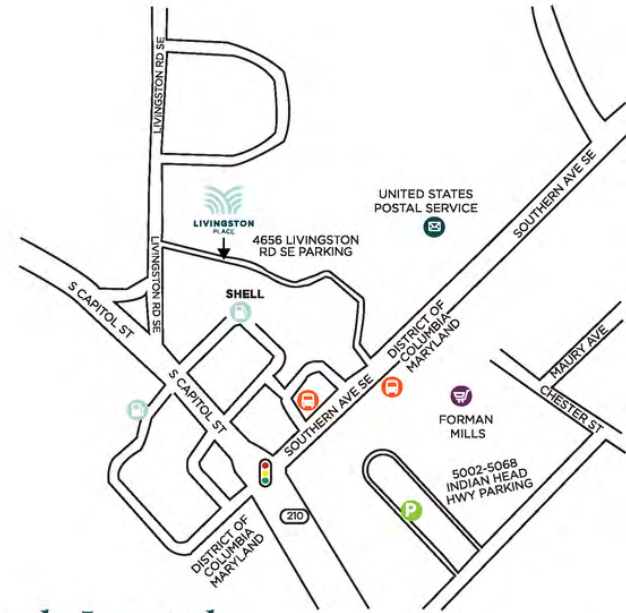 LIVINGSTON RD SE
LIVINGSTON
PLACE
4656 LIVINGSTON
RD SE PARKING
UNITED STATES
POSTAL SERVICE
SOUTHERN AVE SE
LIVINGSTON RD SE
S CAPITOL ST
SHELL
DISTRICT OF
COLUMBIA
MARYLAND
S CAPITOL ST
SOUTHERN AVE SE
FORMAN
MILLS
MAURY AVE
CHESTER ST
5002-5068
INDIAN HEAD
HWY PARKING
P
210
DISTRICT OF
COLUMBIA
MARYLAND